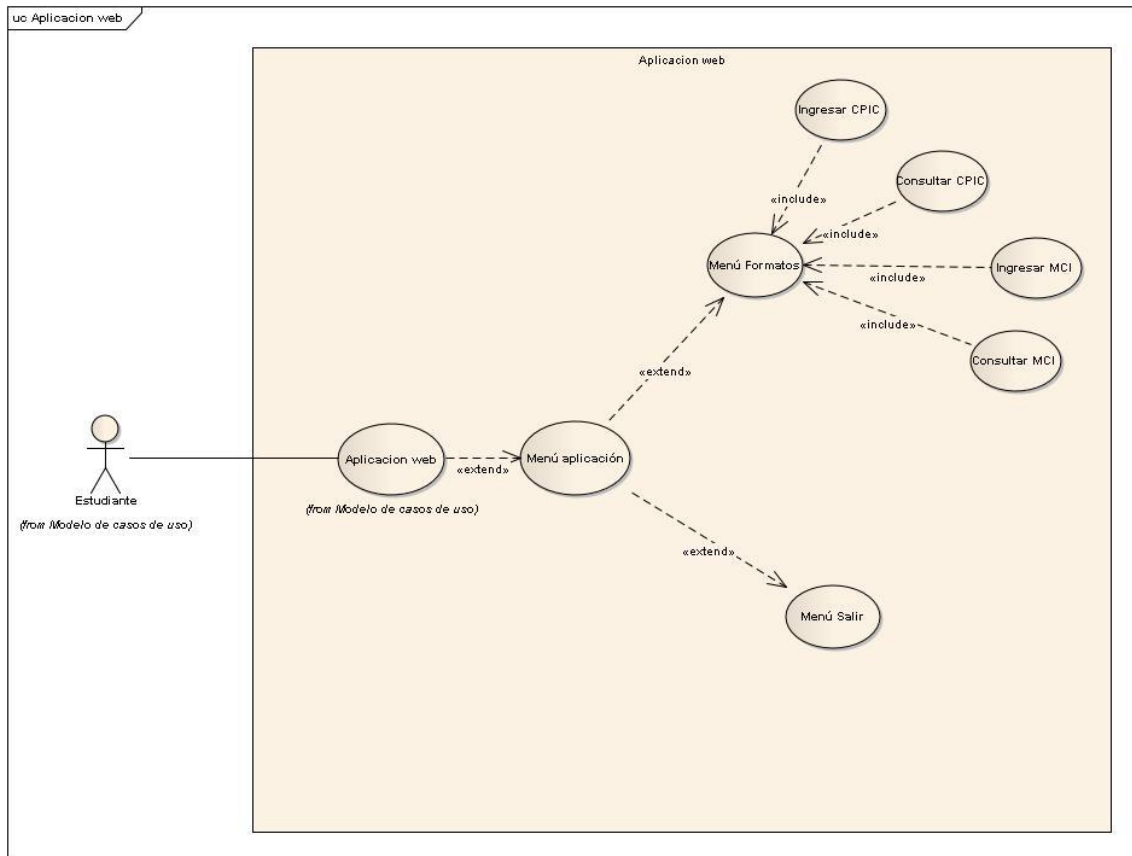 uc Aplicacion web
Aplicacion web
Ingresar CPIC
Consultar CPIC
«include»
«include»
Menú Formatos
Ingresar MCI
«include»
«include»
Consultar MCI
«extend»
Aplicacion web
«extend»
Menú aplicación
Estudiante
(from Modelo de casos de uso)
(from Modelo de casos de uso)
«extend»
Menú Salir